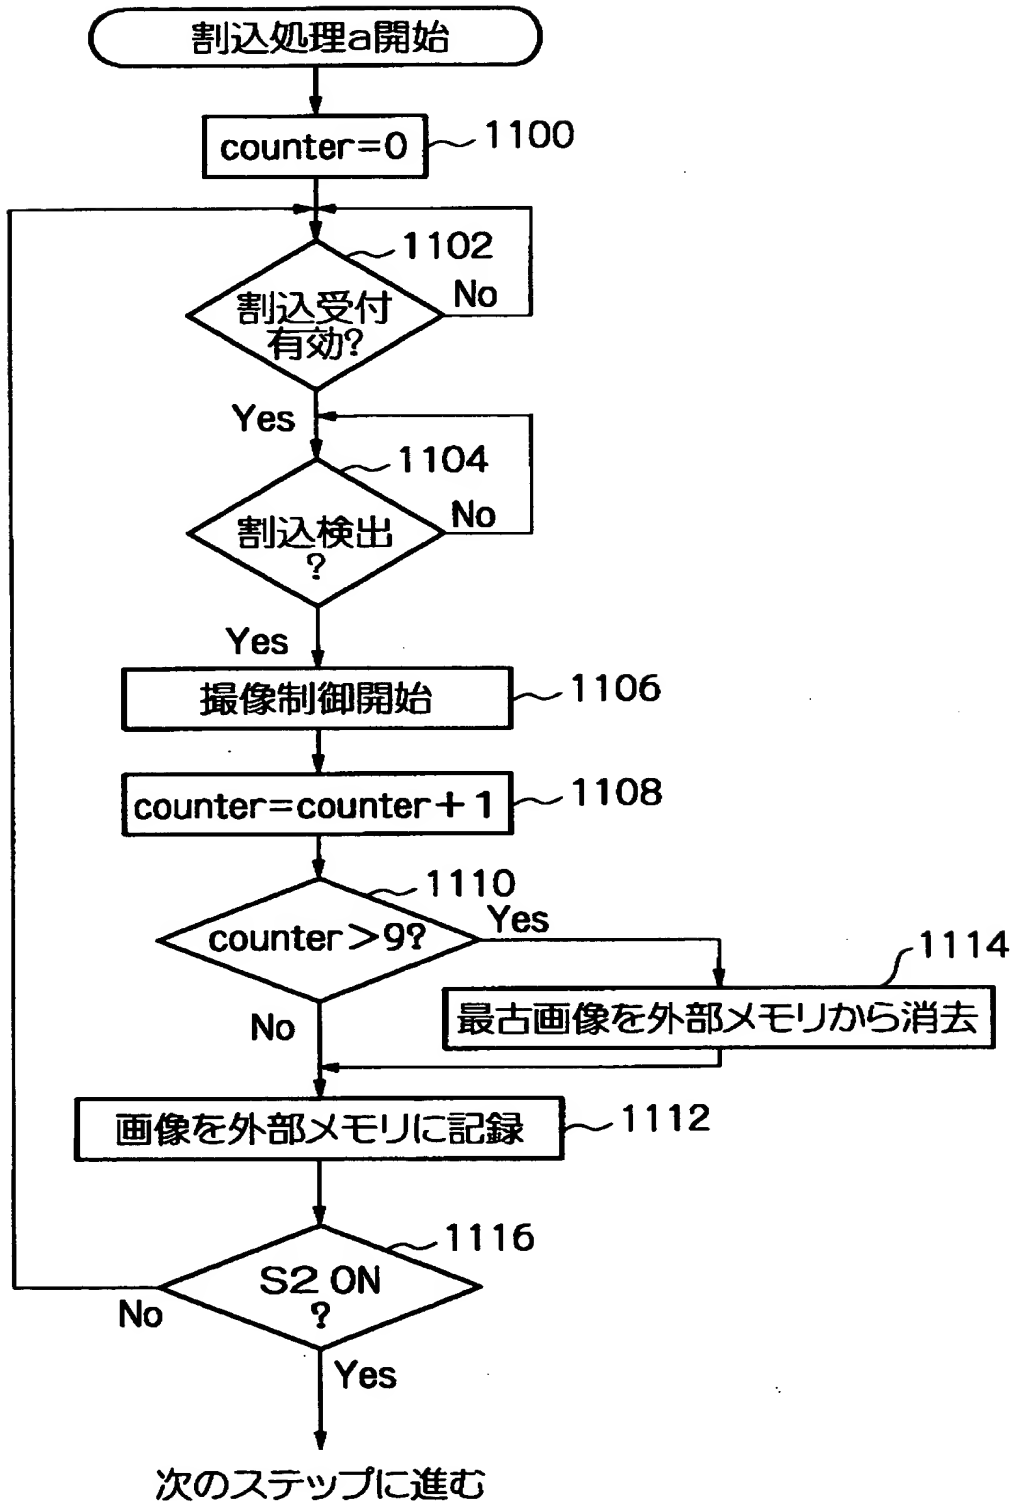 割込処理a開始
counter=0
1100
1102
割込受付
有効?
No
Yes
1104
割込検出
?
No
Yes
撮像制御開始
1106
counter=counter+1
1108
1110
counter>9?
Yes
1114
最古画像を外部メモリから消去
No
画像を外部メモリに記録
1112
1116
S2 ON
?
No
Yes
次のステップに進む